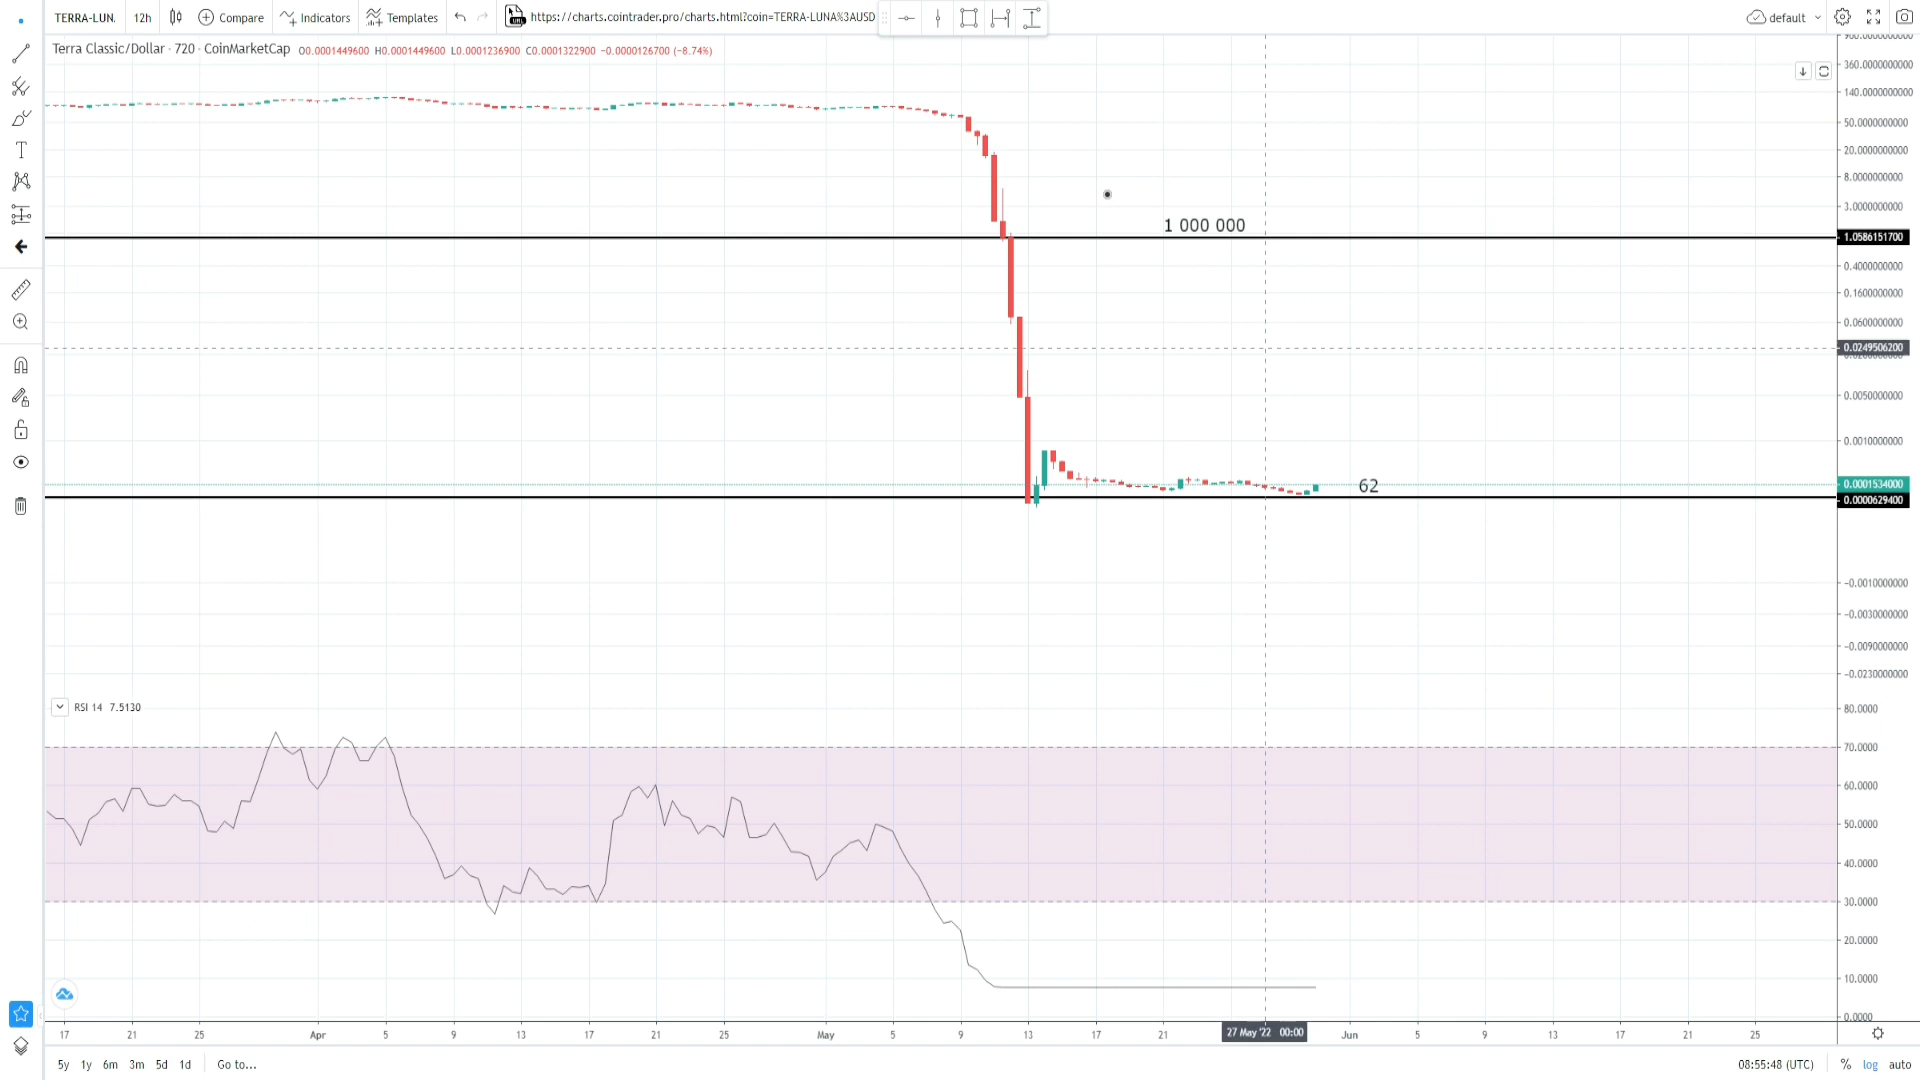 TERRA-LUN.
12h
Compare
Indicators
Templates
https://charts.cointrader.pro/charts.html?coin=TERRA-LUNA%3AUSD
default
Terra Classic/Dollar · 720 · CoinMarketCap O0.0001449600 H0.0001449600 L0.0001236900 C0.0001322900 −0.0000126700 (−8.74%)
360.0000000000
140.0000000000
50.0000000000
20.0000000000
8.0000000000
3.0000000000
1 000 000
1.0586151700
0.4000000000
0.1600000000
0.0600000000
0.0249506200
0.0050000000
0.0010000000
62
0.0001534000
0.0000629400
−0.0010000000
−0.0030000000
−0.0090000000
−0.0230000000
RSI 14 7.5130
80.0000
70.0000
60.0000
50.0000
40.0000
30.0000
20.0000
10.0000
0.0000
17 21 25 Apr 5 9 13 17 21 25 May 5 9 13 17 21 27 May '22 00:00 Jun 5 9 13 17 21 25
5y 1y 6m 3m 5d 1d Go to...
08:55:48 (UTC) % log auto